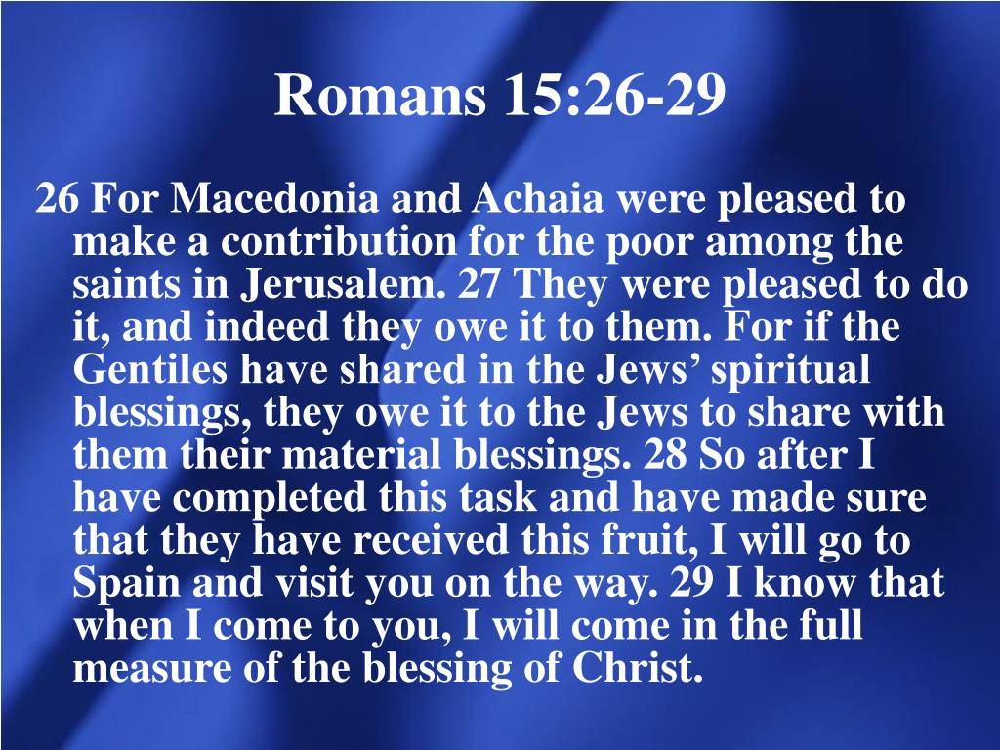 Romans 15:26-29
26 For Macedonia and Achaia were pleased to
make a contribution for the poor among the
saints in Jerusalem. 27 They were pleased to do
it, and indeed they owe it to them. For if the
Gentiles have shared in the Jews’ spiritual
blessings, they owe it to the Jews to share with
them their material blessings. 28 So after I
have completed this task and have made sure
that they have received this fruit, I will go to
Spain and visit you on the way. 29 I know that
when I come to you, I will come in the full
measure of the blessing of Christ.